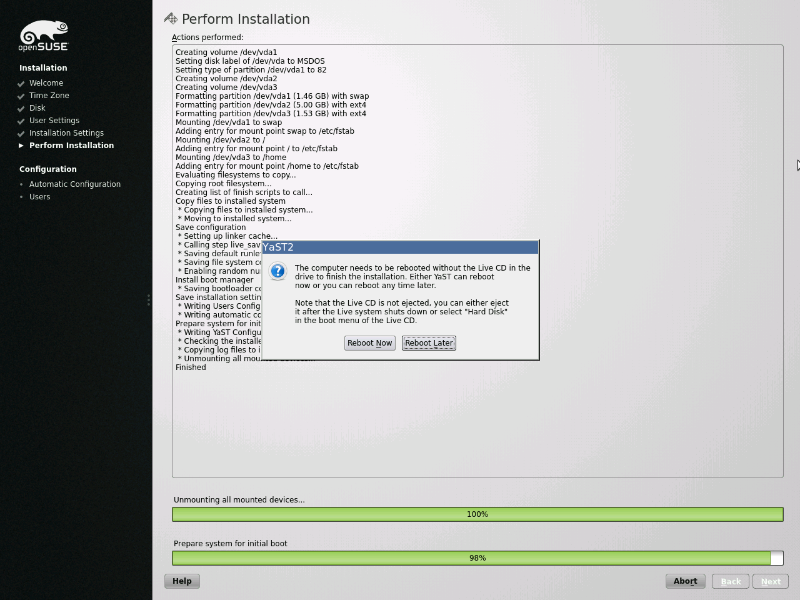 openSUSE
Installation
Welcome
Time Zone
Disk
User Settings
Installation Settings
Perform Installation
Configuration
Automatic Configuration
Users
Perform Installation
Actions performed:
Creating volume /dev/vda1
Setting disk label of /dev/vda to MSDOS
Setting type of partition /dev/vda1 to 82
Creating volume /dev/vda2
Creating volume /dev/vda3
Formatting partition /dev/vda1 (1.46 GB) with swap
Formatting partition /dev/vda2 (5.00 GB) with ext4
Formatting partition /dev/vda3 (1.53 GB) with ext4
Mounting /dev/vda1 to swap
Adding entry for mount point swap to /etc/fstab
Mounting /dev/vda2 to /
Adding entry for mount point / to /etc/fstab
Mounting /dev/vda3 to /home
Adding entry for mount point /home to /etc/fstab
Evaluating filesystems to copy...
Copying root filesystem...
Creating list of finish scripts to call...
Copy files to installed system
* Copying files to installed system...
* Moving to installed system...
Save configuration
* Setting up linker cache...
* Calling step live_sav
* Saving default runle
* Saving file system c
* Enabling random nu
Install boot manager
* Saving bootloader c
Save installation settin
* Writing Users Config
* Writing automatic co
Prepare system for init
* Writing YaST Configu
* Checking the installe
* Copying log files to i
* Unmounting all mou
Finished
YaST2
The computer needs to be rebooted without the Live CD in the
drive to finish the installation. Either YaST can reboot
now or you can reboot any time later.
Note that the Live CD is not ejected, you can either eject
it after the Live system shuts down or select "Hard Disk"
in the boot menu of the Live CD.
Reboot Now
Reboot Later
Unmounting all mounted devices...
100%
Prepare system for initial boot
98%
Help
Abort
Back
Next